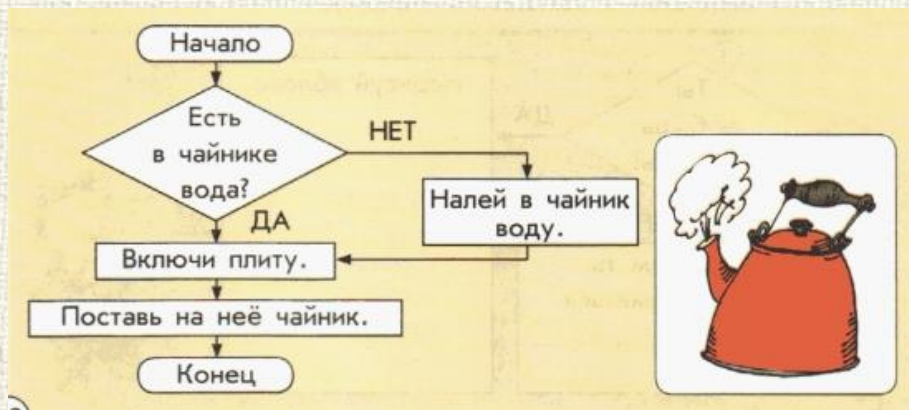 Начало
Есть
в чайнике
вода?
НЕТ
Налей в чайник
воду.
ДА
Включи плиту.
Поставь на неё чайник.
Конец